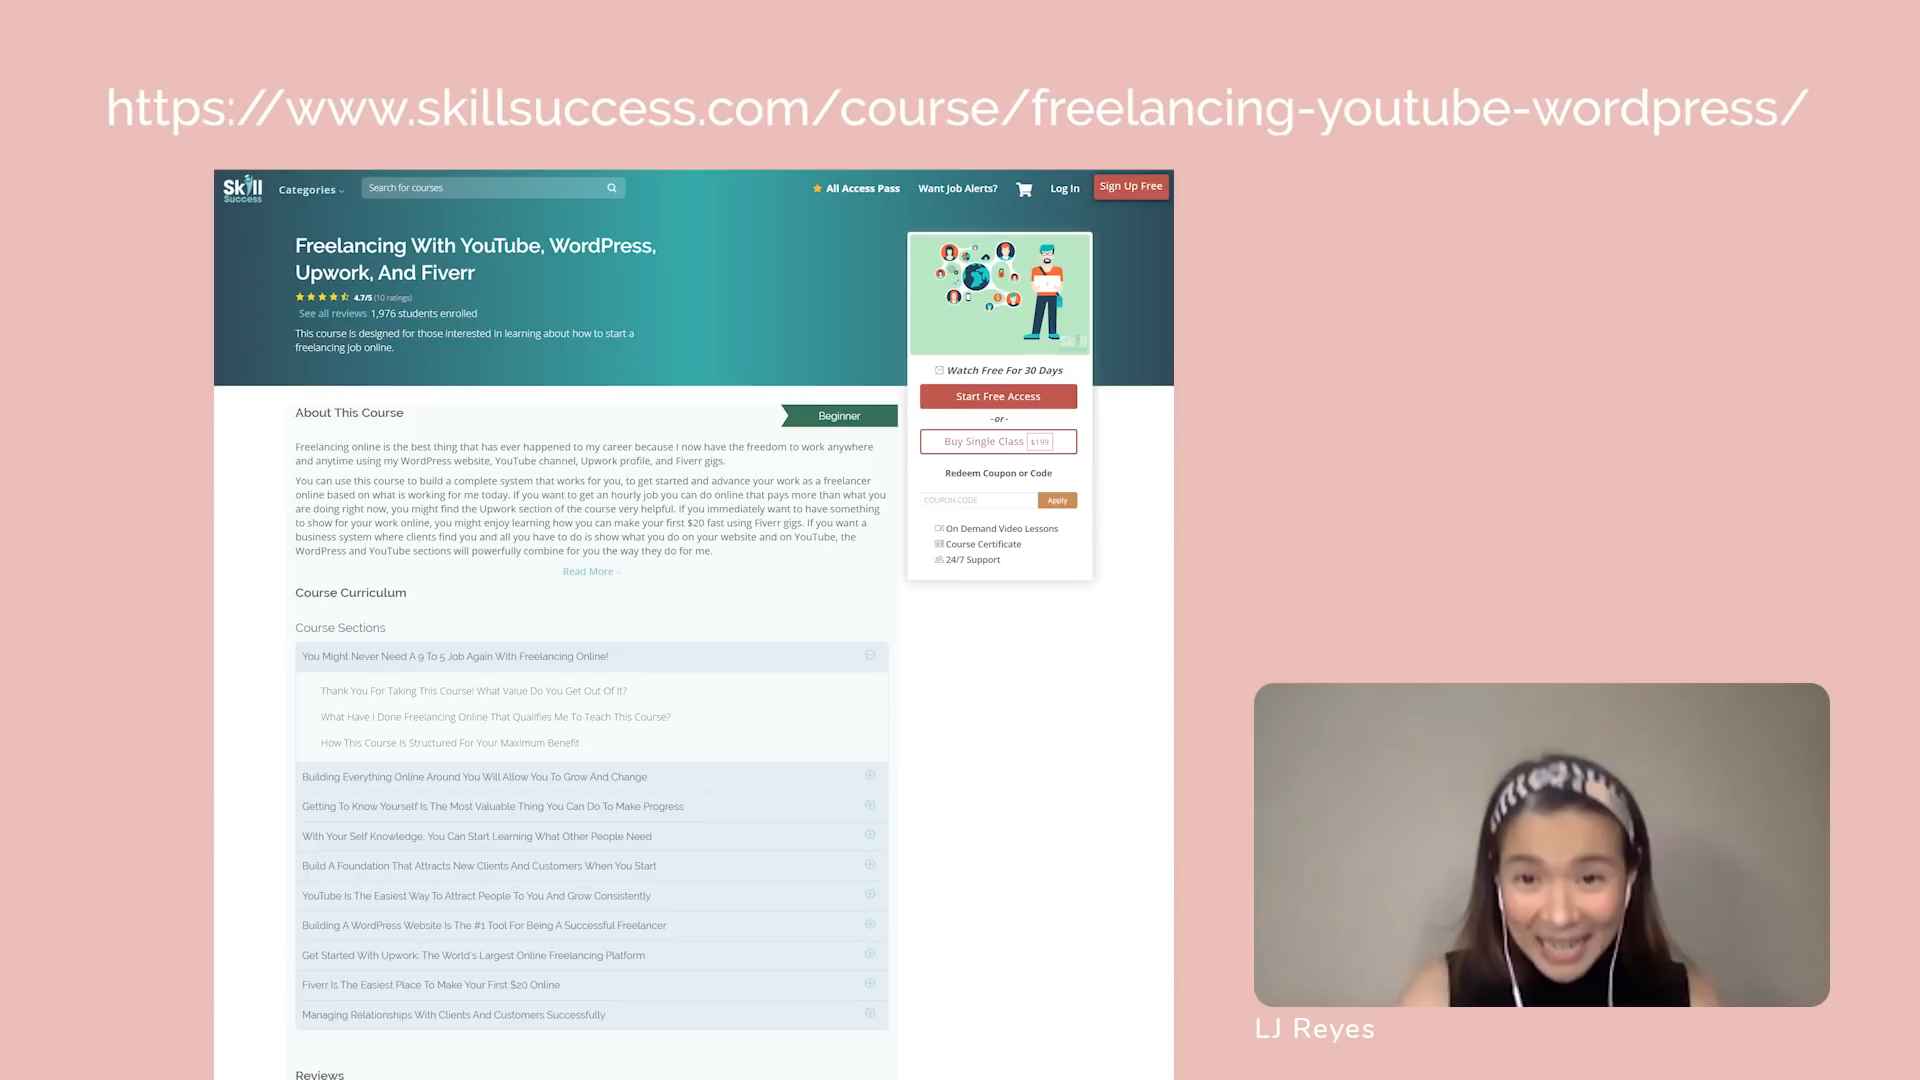 https://www.skillsuccess.com/course/freelancing-youtube-wordpress/
Skill
Success
Categories
Search for courses
All Access Pass
Want Job Alerts?
Log In
Sign Up Free
Freelancing With YouTube, WordPress,
Upwork, And Fiverr
4.7/5 (10 ratings)
See all reviews 1,976 students enrolled
This course is designed for those interested in learning about how to start a
freelancing job online.
Skill
Watch Free For 30 Days
Start Free Access
-or-
Buy Single Class $199
Redeem Coupon or Code
COUPON CODE
Apply
On Demand Video Lessons
Course Certificate
24/7 Support
About This Course
Beginner
Freelancing online is the best thing that has ever happened to my career because I now have the freedom to work anywhere
and anytime using my WordPress website, YouTube channel, Upwork profile, and Fiverr gigs.
You can use this course to build a complete system that works for you, to get started and advance your work as a freelancer
online based on what is working for me today. If you want to get an hourly job you can do online that pays more than what you
are doing right now, you might find the Upwork section of the course very helpful. If you immediately want to have something
to show for your work online, you might enjoy learning how you can make your first $20 fast using Fiverr gigs. If you want a
business system where clients find you and all you have to do is show what you do on your website and on YouTube, the
WordPress and YouTube sections will powerfully combine for you the way they do for me.
Read More
Course Curriculum
Course Sections
You Might Never Need A 9 To 5 Job Again With Freelancing Online!
Thank You For Taking This Course! What Value Do You Get Out Of It?
What Have I Done Freelancing Online That Qualifies Me To Teach This Course?
How This Course Is Structured For Your Maximum Benefit
Building Everything Online Around You Will Allow You To Grow And Change
Getting To Know Yourself Is The Most Valuable Thing You Can Do To Make Progress
With Your Self Knowledge, You Can Start Learning What Other People Need
Build A Foundation That Attracts New Clients And Customers When You Start
YouTube Is The Easiest Way To Attract People To You And Grow Consistently
Building A WordPress Website Is The #1 Tool For Being A Successful Freelancer
Get Started With Upwork: The World's Largest Online Freelancing Platform
Fiverr Is The Easiest Place To Make Your First $20 Online
Managing Relationships With Clients And Customers Successfully
Reviews
LJ Reyes